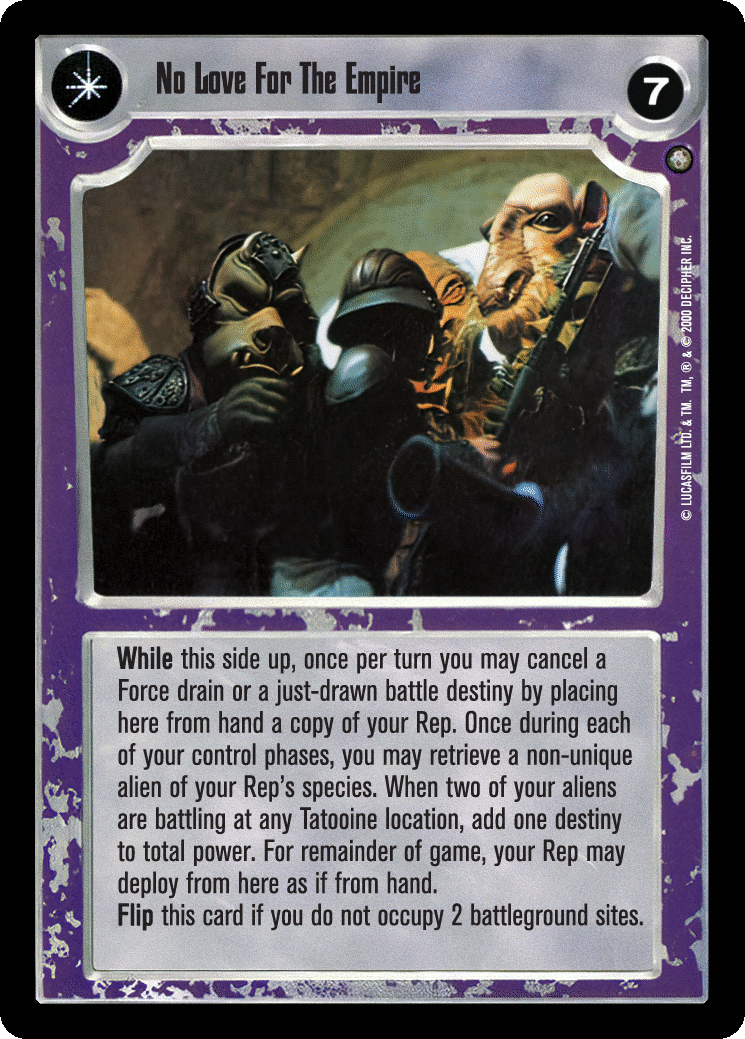 No Love For The Empire
7
© LUCASFILM LTD. & TM. TM, ® & © 2000 DECIPHER INC.
While this side up, once per turn you may cancel a
Force drain or a just-drawn battle destiny by placing
here from hand a copy of your Rep. Once during each
of your control phases, you may retrieve a non-unique
alien of your Rep's species. When two of your aliens
are battling at any Tatooine location, add one destiny
to total power. For remainder of game, your Rep may
deploy from here as if from hand.
Flip this card if you do not occupy 2 battleground sites.